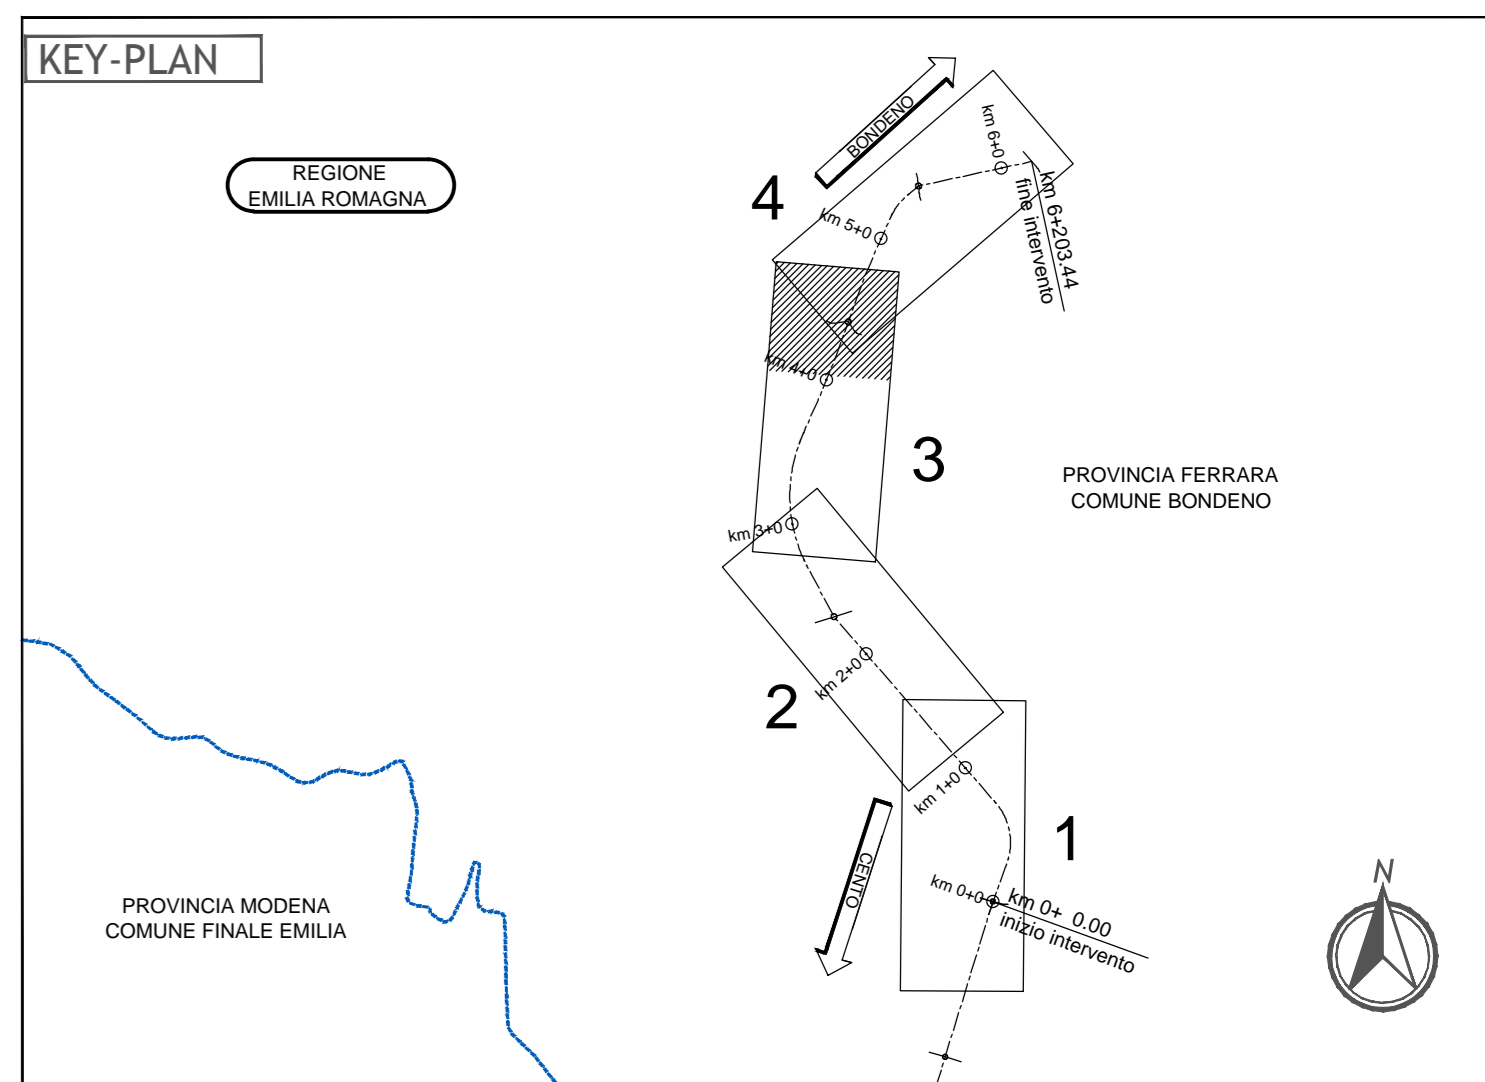 KEY-PLAN
REGIONE
EMILIA ROMAGNA
BONDENO
km 6+0
km 6+203.44
fine intervento
4
km 5+0
km 4+0
3
PROVINCIA FERRARA
COMUNE BONDENO
km 3+0
km 2+0
2
km 1+0
1
CENTO
km 0+0
km 0+ 0.00
inizio intervento
N
PROVINCIA MODENA
COMUNE FINALE EMILIA